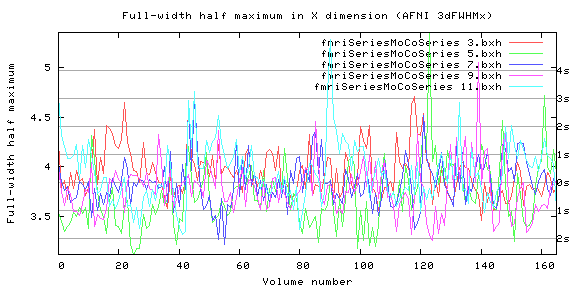 Full-width half maximum in X dimension (AFNI 3dFWHMx)
fmriSeriesMoCoSeries 3.bxh
fmriSeriesMoCoSeries 5.bxh
fmriSeriesMoCoSeries 7.bxh
fmriSeriesMoCoSeries 9.bxh
fmriSeriesMoCoSeries 11.bxh
Full-width half maximum
5
4.5
4
3.5
4s
3s
2s
1s
0s
1s
2s
0 20 40 60 80 100 120 140 160
Volume number